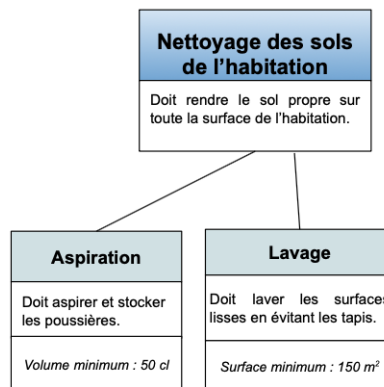 Nettoyage des sols
de l'habitation
Doit rendre le sol propre sur
toute la surface de l'habitation.
Aspiration
Doit aspirer et stocker
les poussières.
Volume minimum : 50 cl
Lavage
Doit laver les surfaces
lisses en évitant les tapis.
Surface minimum : 150 m²